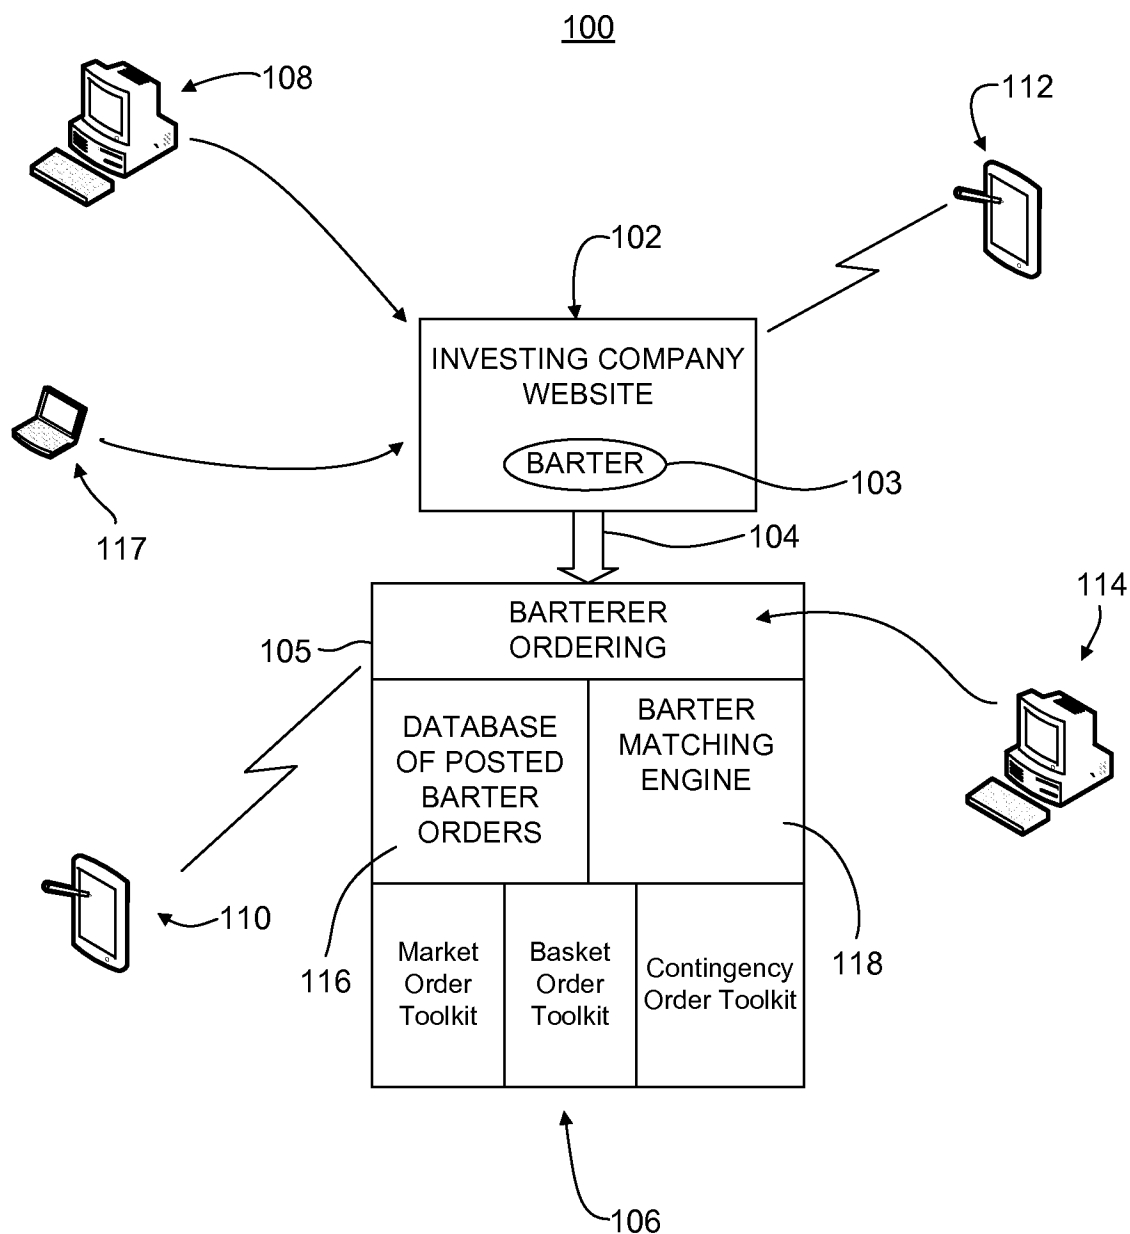 100
108
112
102
INVESTING COMPANY
WEBSITE
BARTER
103
117
104
114
BARTERER
ORDERING
105
DATABASE
OF POSTED
BARTER
ORDERS
BARTER
MATCHING
ENGINE
110
116
118
Market
Order
Toolkit
Basket
Order
Toolkit
Contingency
Order Toolkit
106